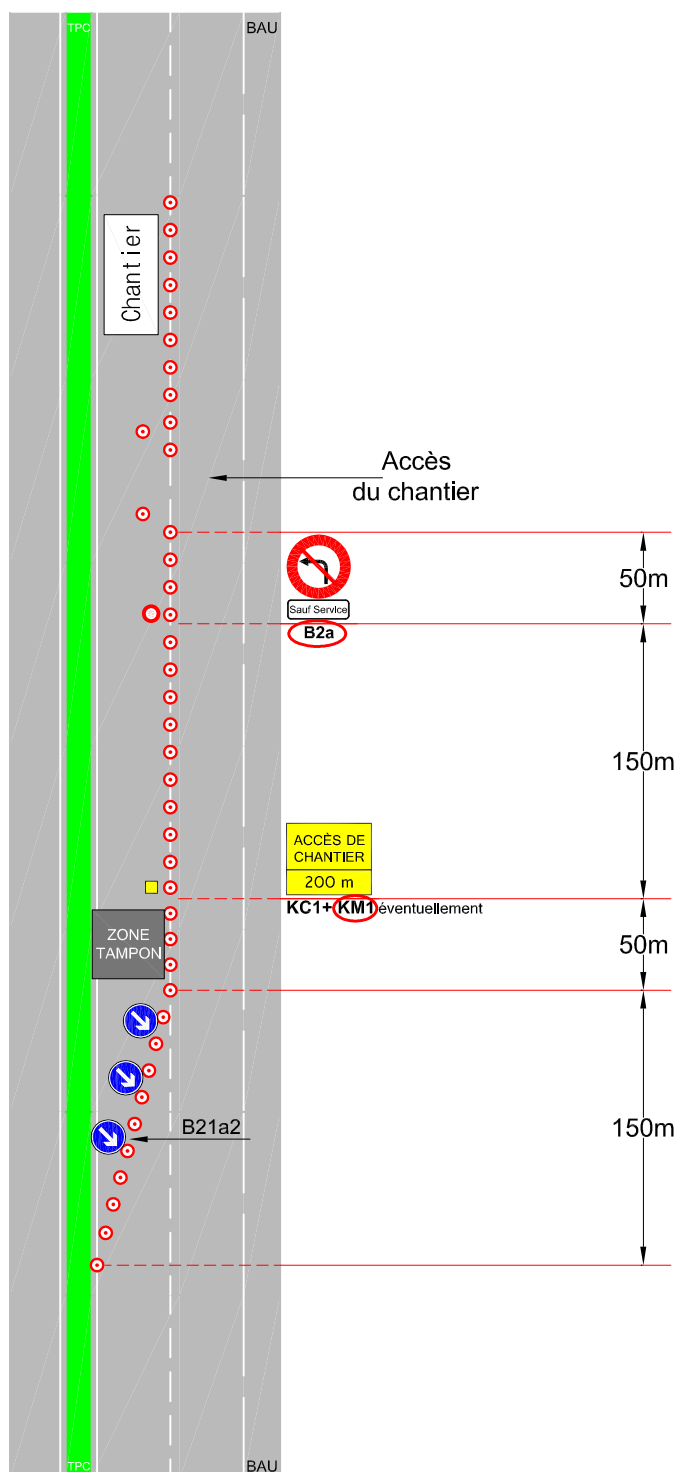 TPC
BAU
Chantier
Accès
du chantier
50m
Sauf Service
B2a
150m
ACCÈS DE
CHANTIER
200 m
KC1+ KM1 éventuellement
50m
ZONE
TAMPON
B21a2
150m
TPC
BAU